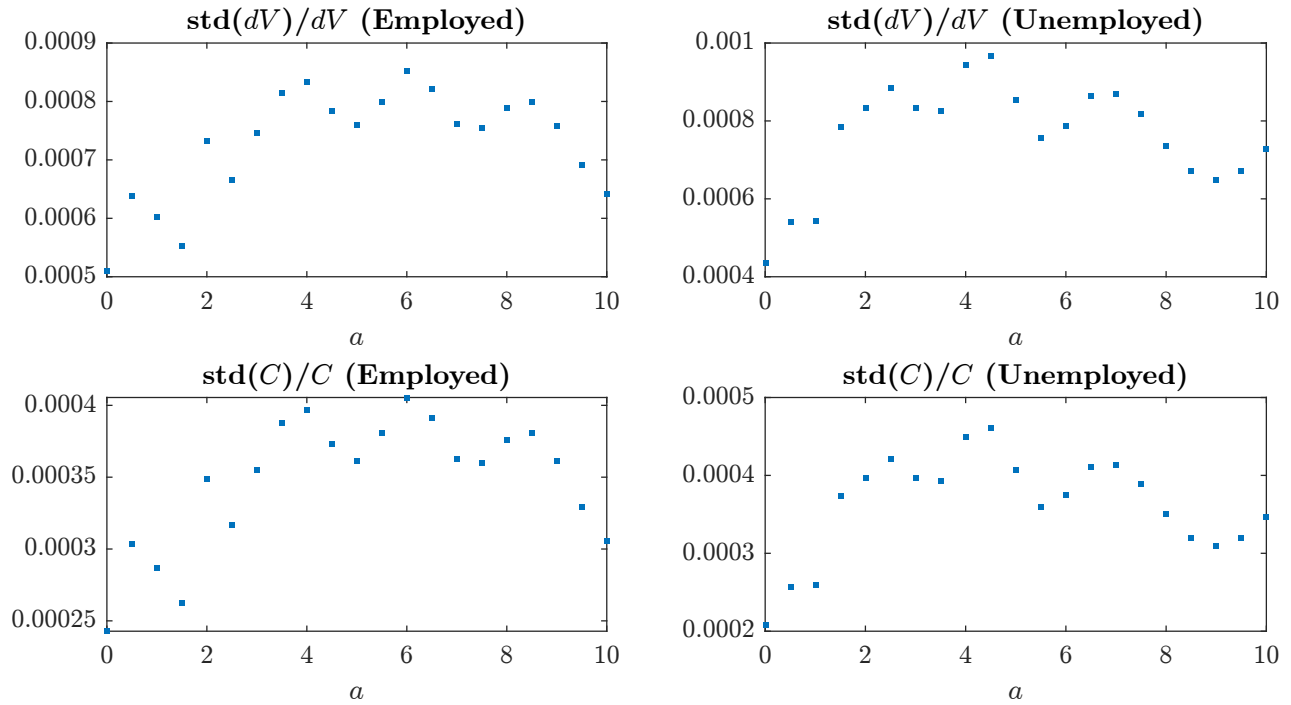 std(dV)/dV (Employed)
0.0009
0.0008
0.0007
0.0006
0.0005
0 2 4 6 8 10
a
std(dV)/dV (Unemployed)
0.001
0.0008
0.0006
0.0004
0 2 4 6 8 10
a
std(C)/C (Employed)
0.0004
0.00035
0.0003
0.00025
0 2 4 6 8 10
a
std(C)/C (Unemployed)
0.0005
0.0004
0.0003
0.0002
0 2 4 6 8 10
a